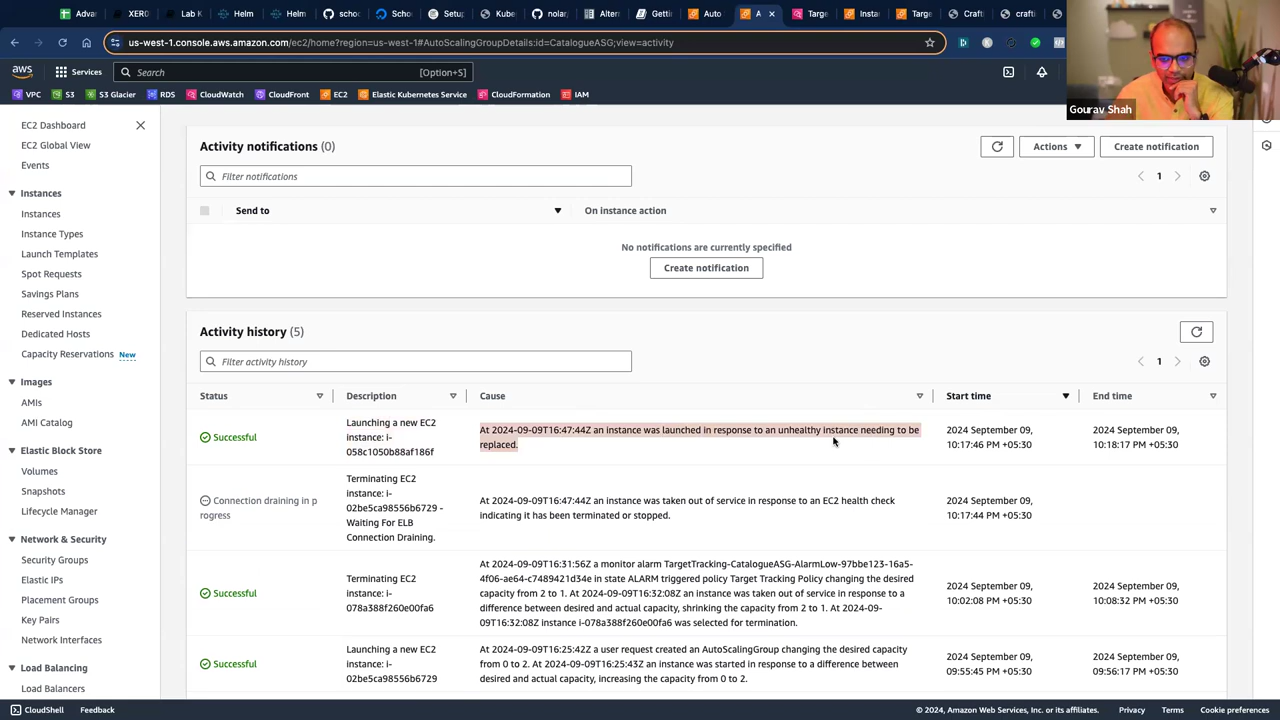 Advar
XERO
Lab K
Helm
Helm
schoo
School
Setup
Kube
nolar
Altern
Gettin
Auto
A
Targe
Instan
Targe
Craft
crafti
us-west-1.console.aws.amazon.com/ec2/home?region=us-west-1#AutoScalingGroupDetails:id=CatalogueASG;view=activity
aws
Services
Search
[Option+S]
VPC
S3
S3 Glacier
RDS
CloudWatch
CloudFront
EC2
Elastic Kubernetes Service
CloudFormation
IAM
Gourav Shah
EC2 Dashboard
EC2 Global View
Events
Instances
Instances
Instance Types
Launch Templates
Spot Requests
Savings Plans
Reserved Instances
Dedicated Hosts
Capacity Reservations New
Images
AMIs
AMI Catalog
Elastic Block Store
Volumes
Snapshots
Lifecycle Manager
Network & Security
Security Groups
Elastic IPs
Placement Groups
Key Pairs
Network Interfaces
Load Balancing
Load Balancers
Activity notifications (0)
Actions
Create notification
Filter notifications
1
Send to
On instance action
No notifications are currently specified
Create notification
Activity history (5)
Filter activity history
1
Status
Description
Cause
Start time
End time
Successful
Launching a new EC2
instance: i-
058c1050b88af186f
At 2024-09-09T16:47:44Z an instance was launched in response to an unhealthy instance needing to be
replaced.
2024 September 09,
10:17:46 PM +05:30
2024 September 09,
10:18:17 PM +05:30
Connection draining in p
rogress
Terminating EC2
instance: i-
02be5ca98556b6729 -
Waiting For ELB
Connection Draining.
At 2024-09-09T16:47:44Z an instance was taken out of service in response to an EC2 health check
indicating it has been terminated or stopped.
2024 September 09,
10:17:44 PM +05:30
Successful
Terminating EC2
instance: i-
078a388f260e00fa6
At 2024-09-09T16:31:56Z a monitor alarm TargetTracking-CatalogueASG-AlarmLow-97bbe123-16a5-
4f06-ae64-c7489421d34e in state ALARM triggered policy Target Tracking Policy changing the desired
capacity from 2 to 1. At 2024-09-09T16:32:08Z an instance was taken out of service in response to a
difference between desired and actual capacity, shrinking the capacity from 2 to 1. At 2024-09-
09T16:32:08Z instance i-078a388f260e00fa6 was selected for termination.
2024 September 09,
10:02:08 PM +05:30
2024 September 09,
10:08:32 PM +05:30
Successful
Launching a new EC2
instance: i-
02be5ca98556b6729
At 2024-09-09T16:25:42Z a user request created an AutoScalingGroup changing the desired capacity
from 0 to 2. At 2024-09-09T16:25:43Z an instance was started in response to a difference between
desired and actual capacity, increasing the capacity from 0 to 2.
2024 September 09,
09:55:45 PM +05:30
2024 September 09,
09:56:17 PM +05:30
CloudShell
Feedback
© 2024, Amazon Web Services, Inc. or its affiliates.
Privacy
Terms
Cookie preferences